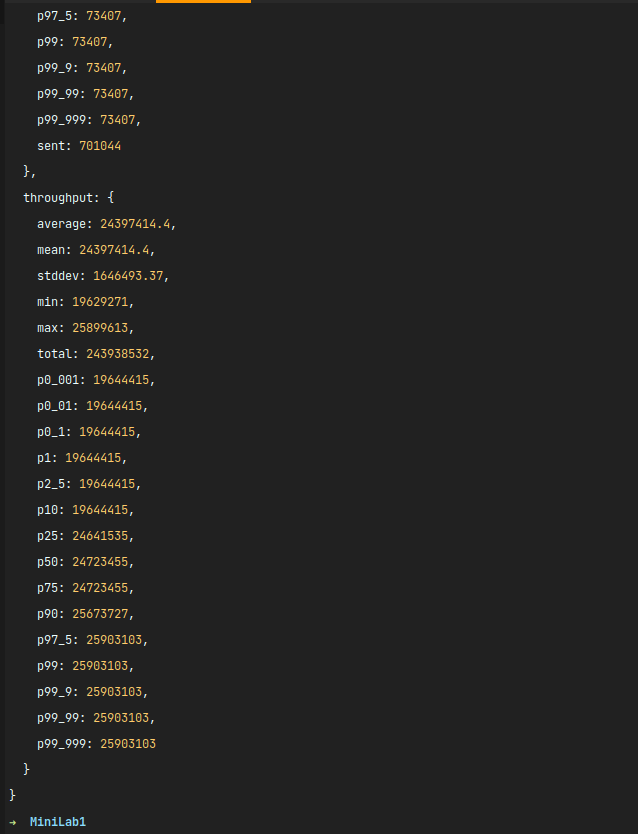 p97_5: 73407,
p99: 73407,
p99_9: 73407,
p99_99: 73407,
p99_999: 73407,
sent: 701044
},
throughput: {
average: 24397414.4,
mean: 24397414.4,
stddev: 1646493.37,
min: 19629271,
max: 25899613,
total: 243938532,
p0_001: 19644415,
p0_01: 19644415,
p0_1: 19644415,
p1: 19644415,
p2_5: 19644415,
p10: 19644415,
p25: 24641535,
p50: 24723455,
p75: 24723455,
p90: 25673727,
p97_5: 25903103,
p99: 25903103,
p99_9: 25903103,
p99_99: 25903103,
p99_999: 25903103
}
}
→ MiniLab1